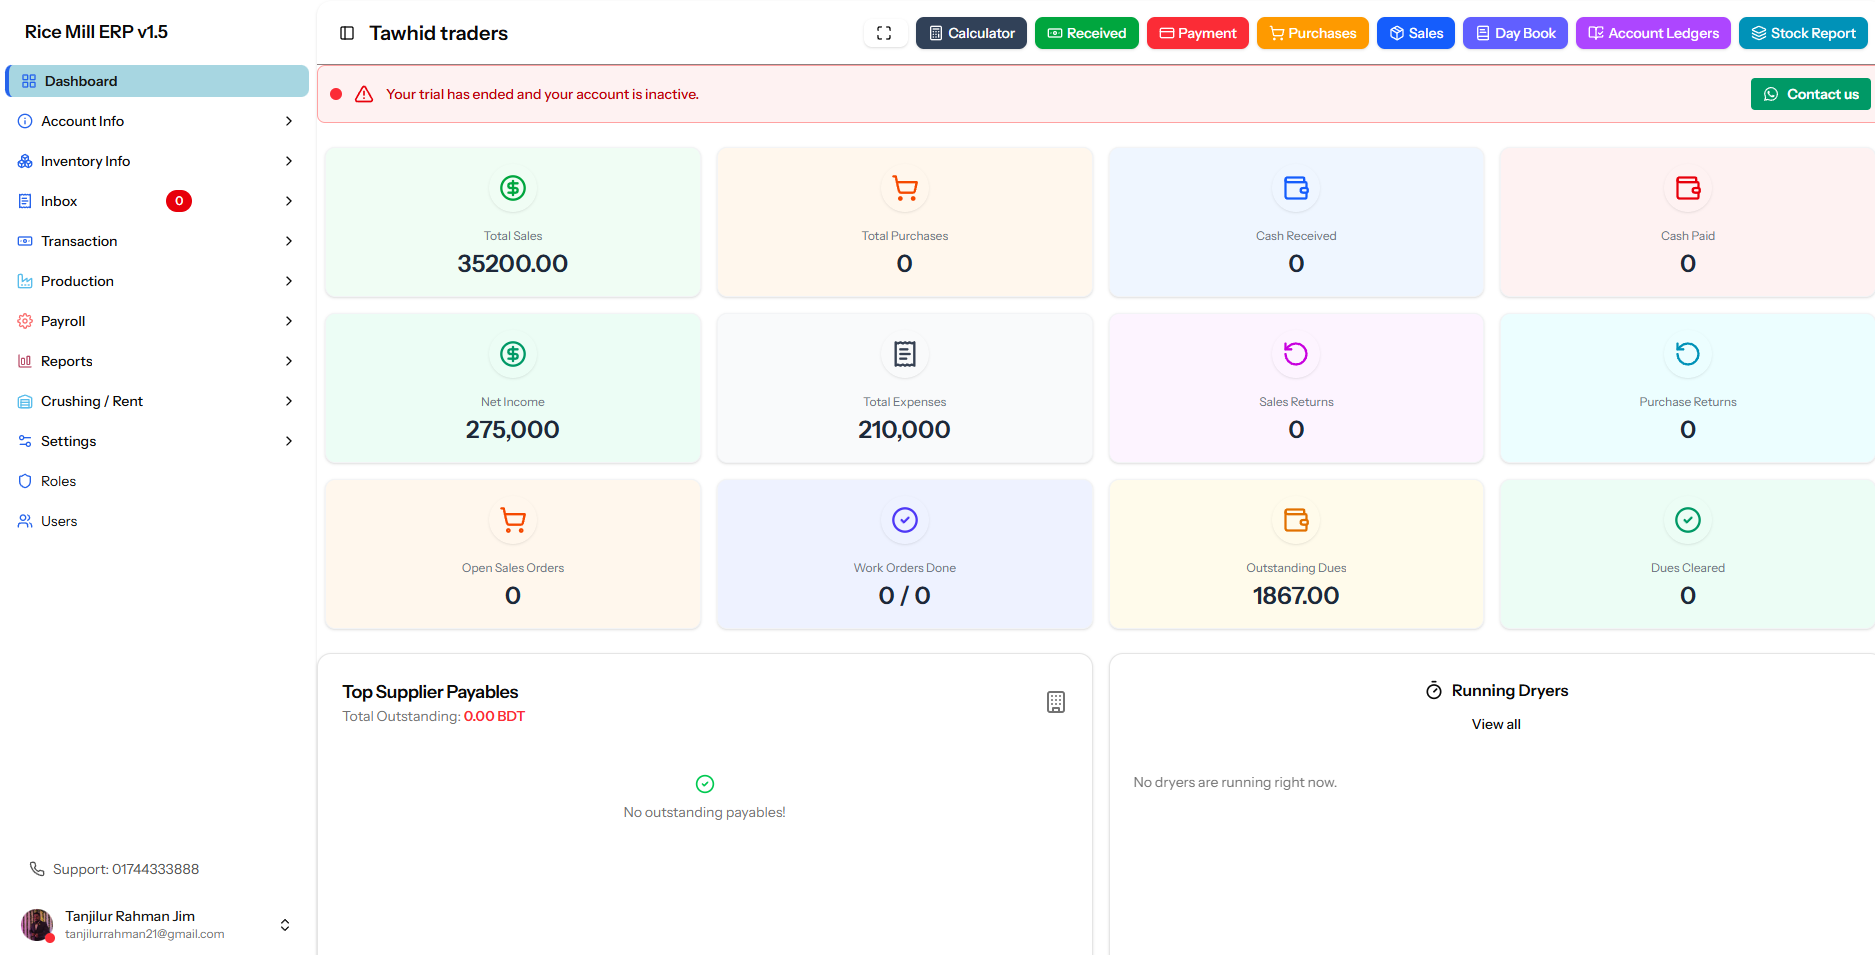 Rice Mill ERP v1.5
Dashboard
Account Info
Inventory Info
Inbox
0
Transaction
Production
Payroll
Reports
Crushing / Rent
Settings
Roles
Users
Support: 01744333888
Tanjilur Rahman Jim
tanjilurrahman21@gmail.com
Tawhid traders
Calculator
Received
Payment
Purchases
Sales
Day Book
Account Ledgers
Stock Report
Your trial has ended and your account is inactive.
Contact us
Total Sales
35200.00
Total Purchases
0
Cash Received
0
Cash Paid
0
Net Income
275,000
Total Expenses
210,000
Sales Returns
0
Purchase Returns
0
Open Sales Orders
0
Work Orders Done
0 / 0
Outstanding Dues
1867.00
Dues Cleared
0
Top Supplier Payables
Total Outstanding: 0.00 BDT
No outstanding payables!
Running Dryers
View all
No dryers are running right now.